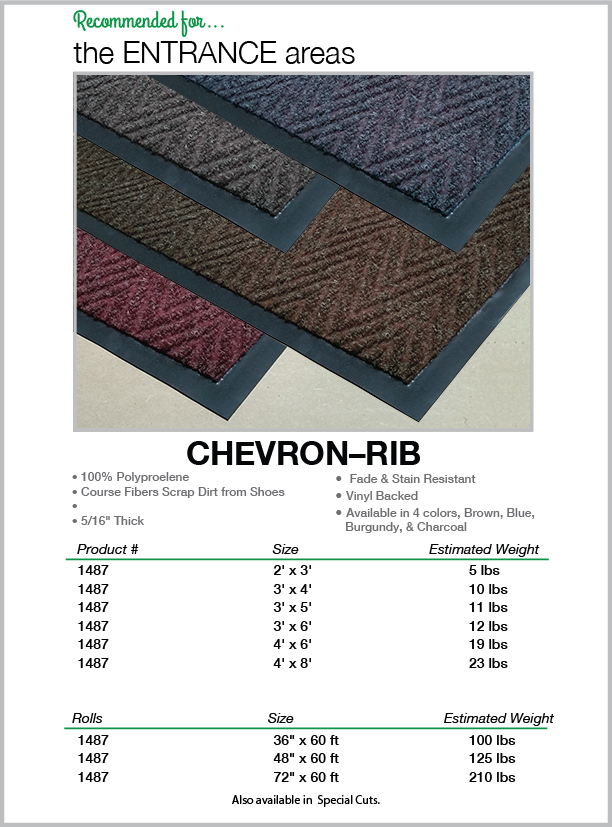 Recommended for...
the ENTRANCE areas
CHEVRON–RIB
• 100% Polyproelene
• Course Fibers Scrap Dirt from Shoes
•
• 5/16" Thick
• Fade & Stain Resistant
• Vinyl Backed
• Available in 4 colors, Brown, Blue,
Burgundy, & Charcoal
Product # Size Estimated Weight
1487 2' x 3' 5 lbs
1487 3' x 4' 10 lbs
1487 3' x 5' 11 lbs
1487 3' x 6' 12 lbs
1487 4' x 6' 19 lbs
1487 4' x 8' 23 lbs
Rolls Size Estimated Weight
1487 36" x 60 ft 100 lbs
1487 48" x 60 ft 125 lbs
1487 72" x 60 ft 210 lbs
Also available in Special Cuts.